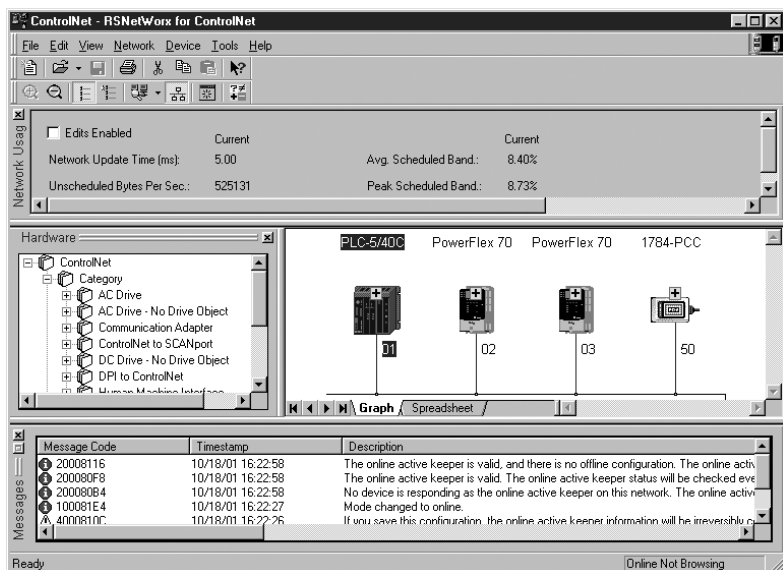 ControlNet - RSNetWorx for ControlNet
File Edit View Network Device Tools Help
Network Usag
Edits Enabled
Current
Current
Network Update Time (ms): 5.00 Avg. Scheduled Band.: 8.40%
Unscheduled Bytes Per Sec.: 525131 Peak Scheduled Band.: 8.73%
Hardware
ControlNet
Category
AC Drive
AC Drive - No Drive Object
Communication Adapter
ControlNet to SCANport
DC Drive - No Drive Object
DPI to ControlNet
Human Machine Interface
PLC-5/40C PowerFlex 70 PowerFlex 70 1784-PCC
01 02 03 50
Graph Spreadsheet
Messages
Message Code Timestamp Description
20008116 10/18/01 16:22:58 The online active keeper is valid, and there is no offline configuration. The online activ
200080F8 10/18/01 16:22:58 The online active keeper is valid. The online active keeper status will be checked eve
200080B4 10/18/01 16:22:58 No device is responding as the online active keeper on this network. The online active
100081E4 10/18/01 16:22:27 Mode changed to online.
4000810C 10/18/01 16:22:26 If you save this configuration, the online active keeper information will be irreversibly c
Ready Online Not Browsing